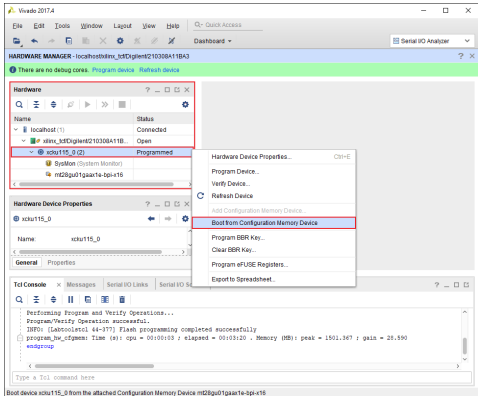 Vivado 2017.4
File Edit Tools Window Layout View Help Q- Quick Access
Dashboard Serial I/O Analyzer
HARDWARE MANAGER - localhost/xilinx_tcf/Digilent/210308A11BA3
There are no debug cores. Program device Refresh device
Hardware
Name Status
localhost (1) Connected
xilinx_tcf/Digilent/210308A11B... Open
xcku115_0 (2) Programmed
SysMon (System Monitor)
mt28gu01gaax1e-bpi-x16
Hardware Device Properties... Ctrl+E
Program Device...
Verify Device...
Refresh Device
Add Configuration Memory Device...
Boot from Configuration Memory Device
Program BBR Key...
Clear BBR Key...
Program eFUSE Registers...
Export to Spreadsheet...
Hardware Device Properties
xcku115_0
Name: xcku115_0
General Properties
Tcl Console Messages Serial I/O Links Serial I/O Sc
Performing Program and Verify Operations...
Program/Verify Operation successful.
INFO: [Labtoolstcl 44-377] Flash programming completed successfully
program_hw_cfgmem: Time (s): cpu = 00:00:03 ; elapsed = 00:03:20 . Memory (MB): peak = 1501.367 ; gain = 28.590
endgroup
Type a Tcl command here
Boot device xcku115_0 from the attached Configuration Memory Device mt28gu01gaax1e-bpi-x16